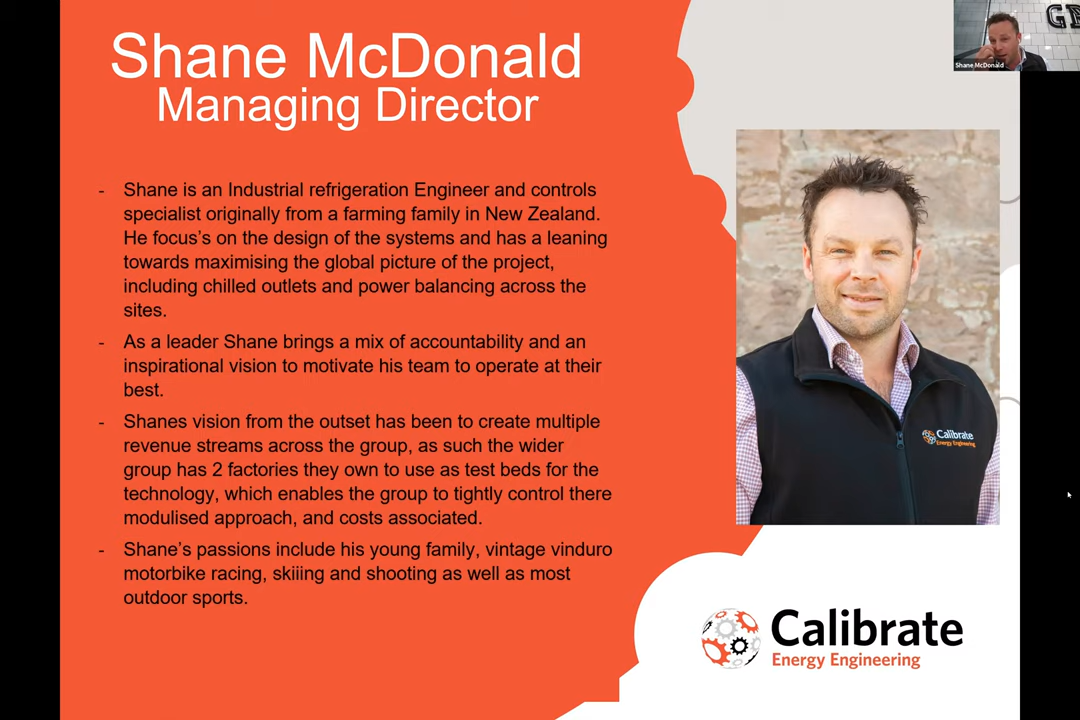 Shane McDonald
Managing Director
- Shane is an Industrial refrigeration Engineer and controls
specialist originally from a farming family in New Zealand.
He focus's on the design of the systems and has a leaning
towards maximising the global picture of the project,
including chilled outlets and power balancing across the
sites.
- As a leader Shane brings a mix of accountability and an
inspirational vision to motivate his team to operate at their
best.
- Shanes vision from the outset has been to create multiple
revenue streams across the group, as such the wider
group has 2 factories they own to use as test beds for the
technology, which enables the group to tightly control there
modulised approach, and costs associated.
- Shane's passions include his young family, vintage vinduro
motorbike racing, skiiing and shooting as well as most
outdoor sports.
Shane McDonald
Calibrate
Energy Engineering
Calibrate
Energy Engineering